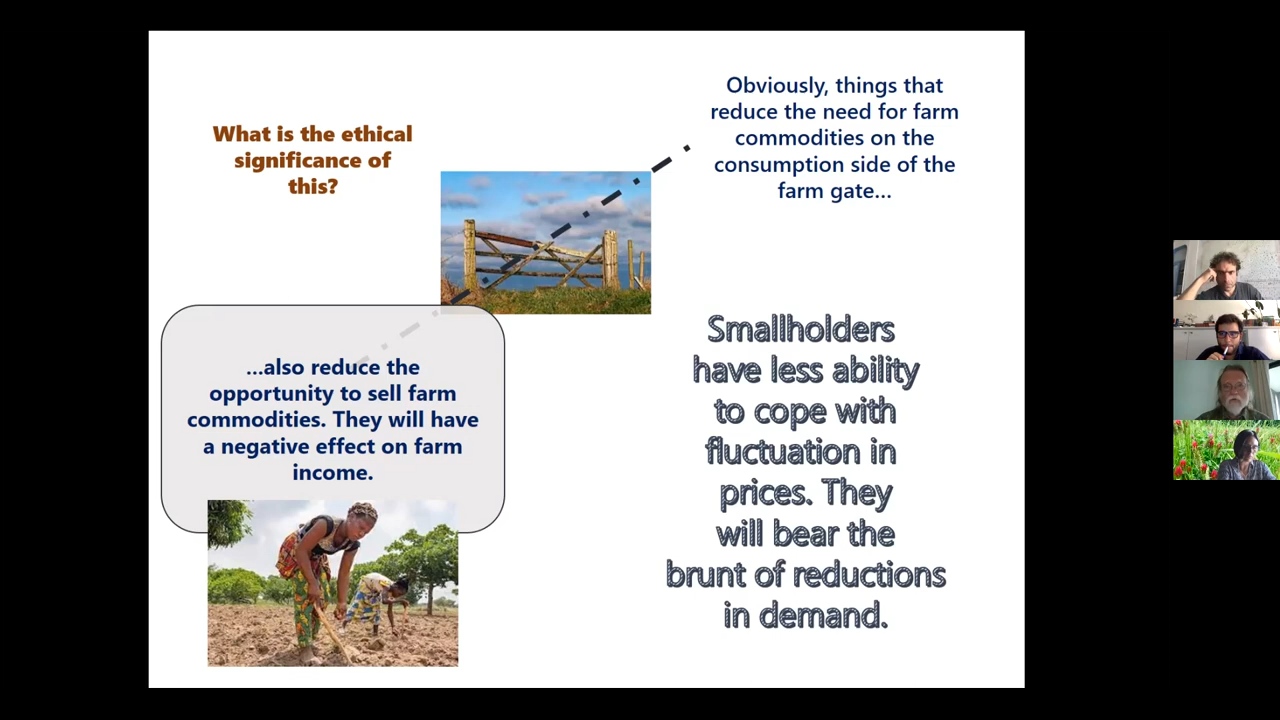 What is the ethical
significance of
this?
Obviously, things that
reduce the need for farm
commodities on the
consumption side of the
farm gate...
...also reduce the
opportunity to sell farm
commodities. They will have
a negative effect on farm
income.
Smallholders
have less ability
to cope with
fluctuation in
prices. They
will bear the
brunt of reductions
in demand.